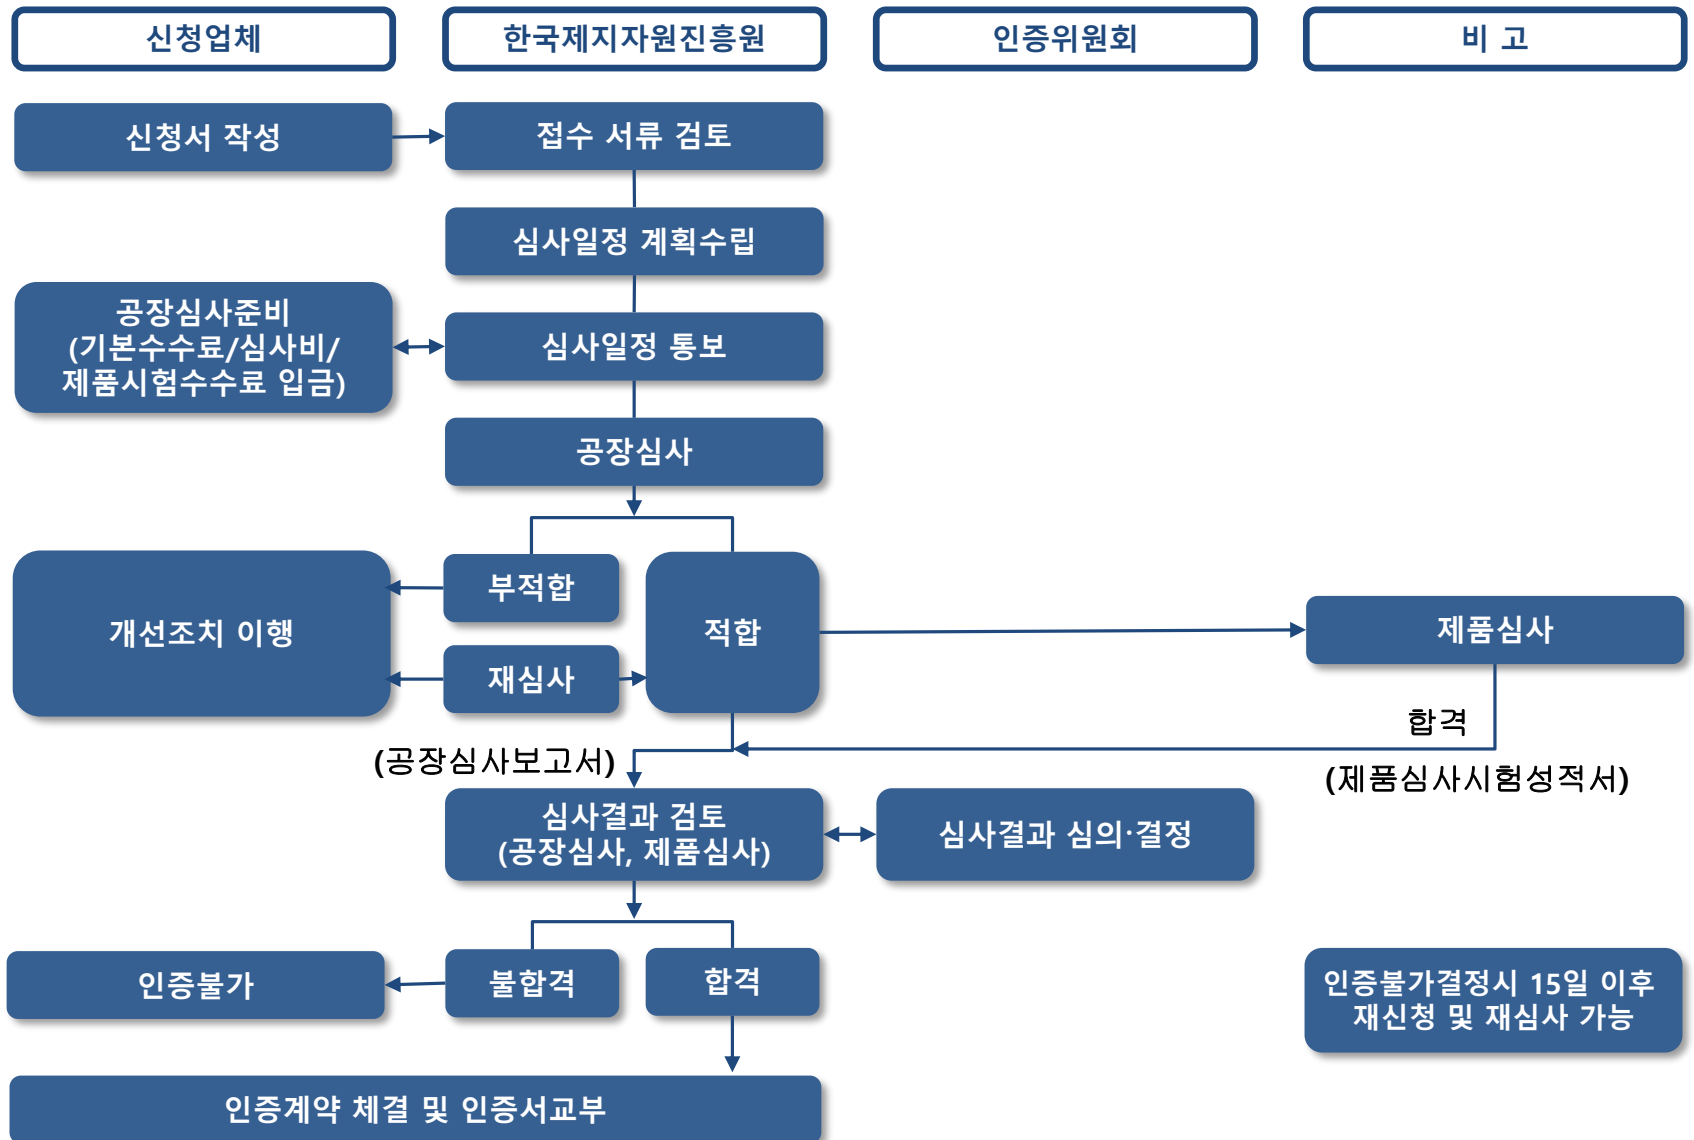 신청업체
한국제지자원진흥원
인증위원회
비 고
신청서 작성
접수 서류 검토
심사일정 계획수립
공장심사준비
(기본수수료/심사비/
제품시험수수료 입금)
심사일정 통보
공장심사
부적합
적합
개선조치 이행
재심사
제품심사
합격
(공장심사보고서)
(제품심사시험성적서)
심사결과 검토
(공장심사, 제품심사)
심사결과 심의·결정
인증불가
불합격
합격
인증불가결정시 15일 이후
재신청 및 재심사 가능
인증계약 체결 및 인증서교부